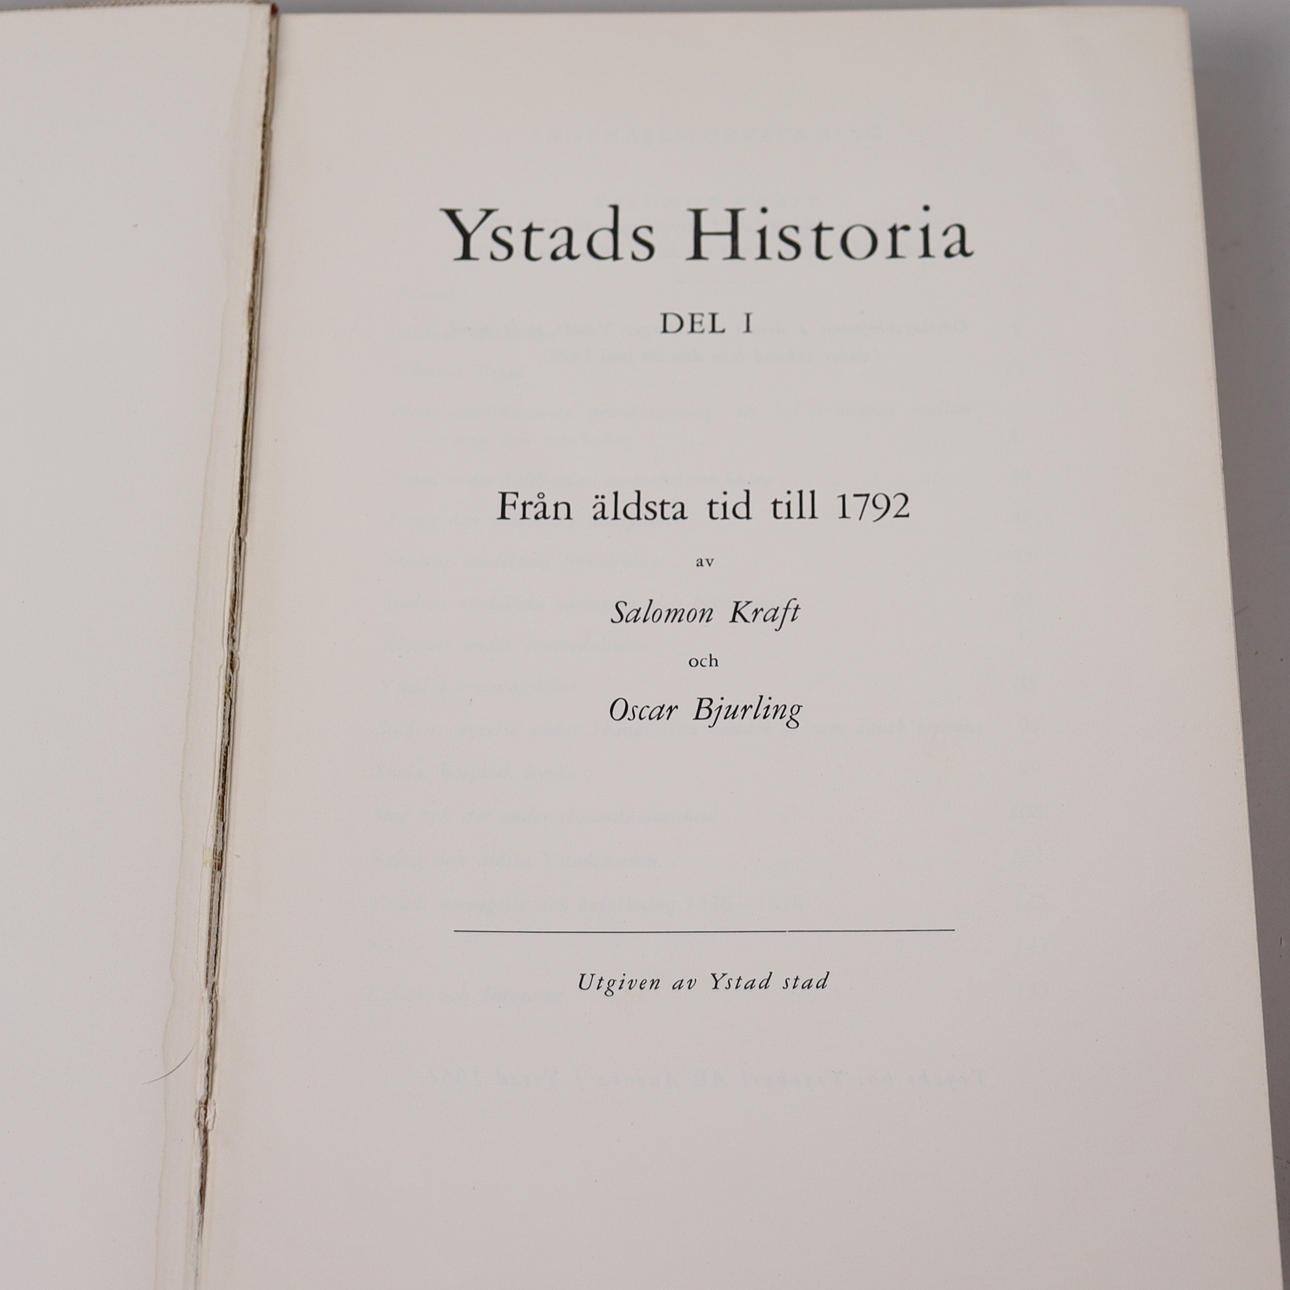 Ystads Historia
DEL I
Från äldsta tid till 1792
av
Salomon Kraft
och
Oscar Bjurling
Utgiven av Ystad stad